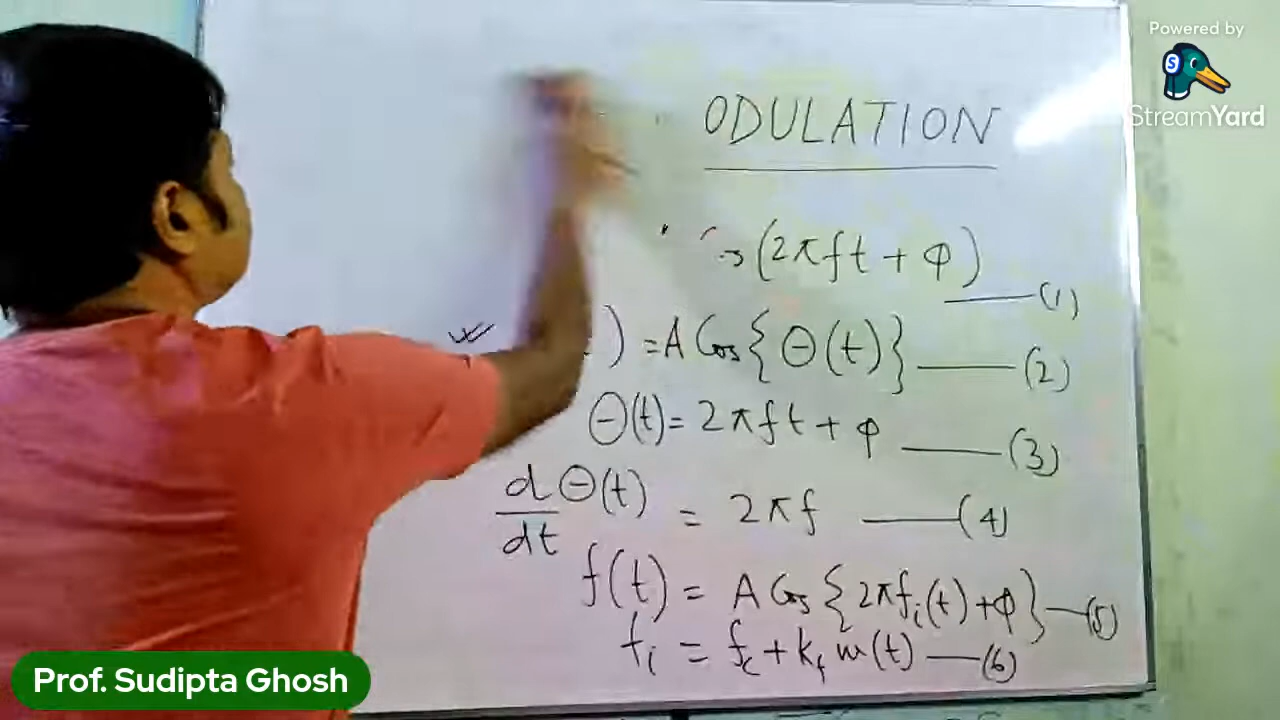 Powered by
StreamYard
ODULATION
(2πft + φ)
(1)
) = A Cos{θ(t)} (2)
θ(t) = 2πft + φ (3)
dθ(t)/dt = 2πf (4)
f(t) = A Cos{2πfi(t) + φ} (5)
fi = fc + kf m(t) (6)
Prof. Sudipta Ghosh